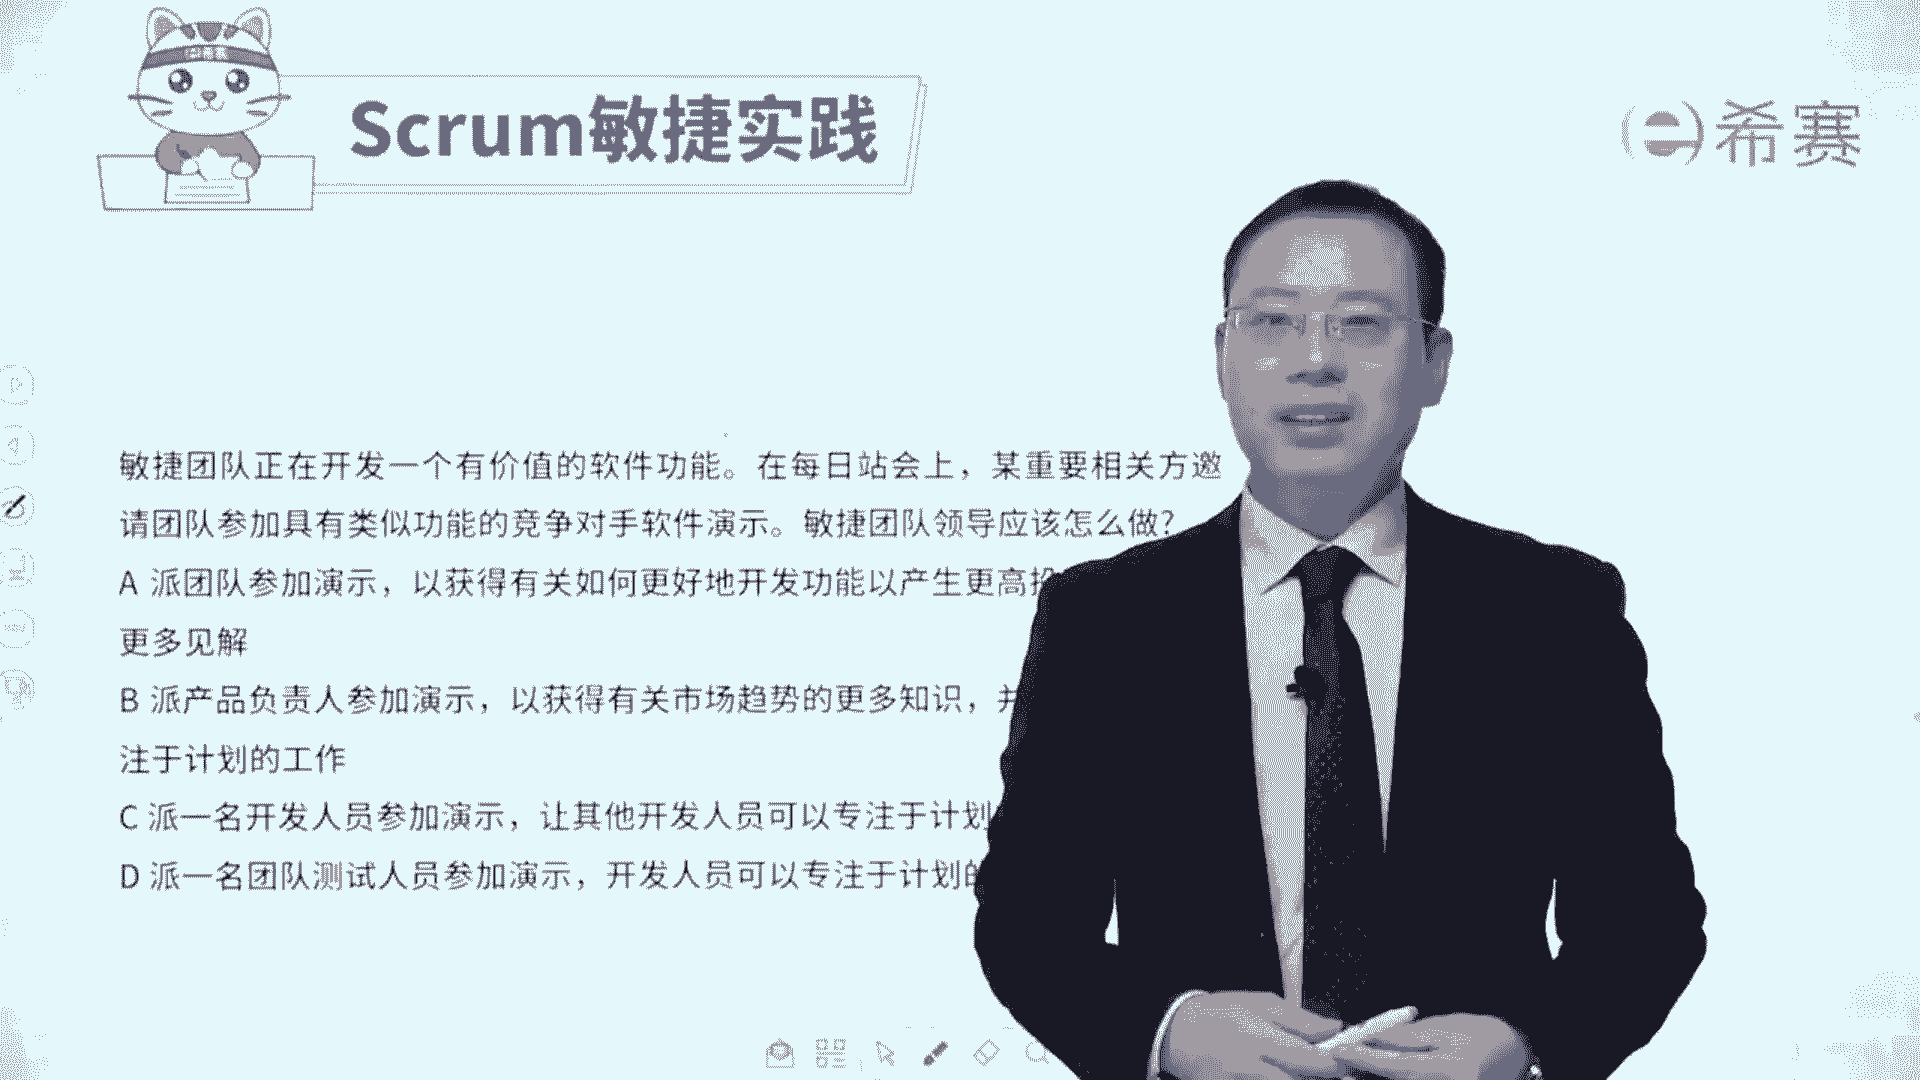 Scrum敏捷实践
希赛
敏捷团队正在开发一个有价值的软件功能。在每日站会上，某重要相关方邀
请团队参加具有类似功能的竞争对手软件演示。敏捷团队领导应该怎么做?
A 派团队参加演示，以获得有关如何更好地开发功能以产生更高投
更多见解
B 派产品负责人参加演示，以获得有关市场趋势的更多知识，并
注于计划的工作
C 派一名开发人员参加演示，让其他开发人员可以专注于计划
D 派一名团队测试人员参加演示，开发人员可以专注于计划的